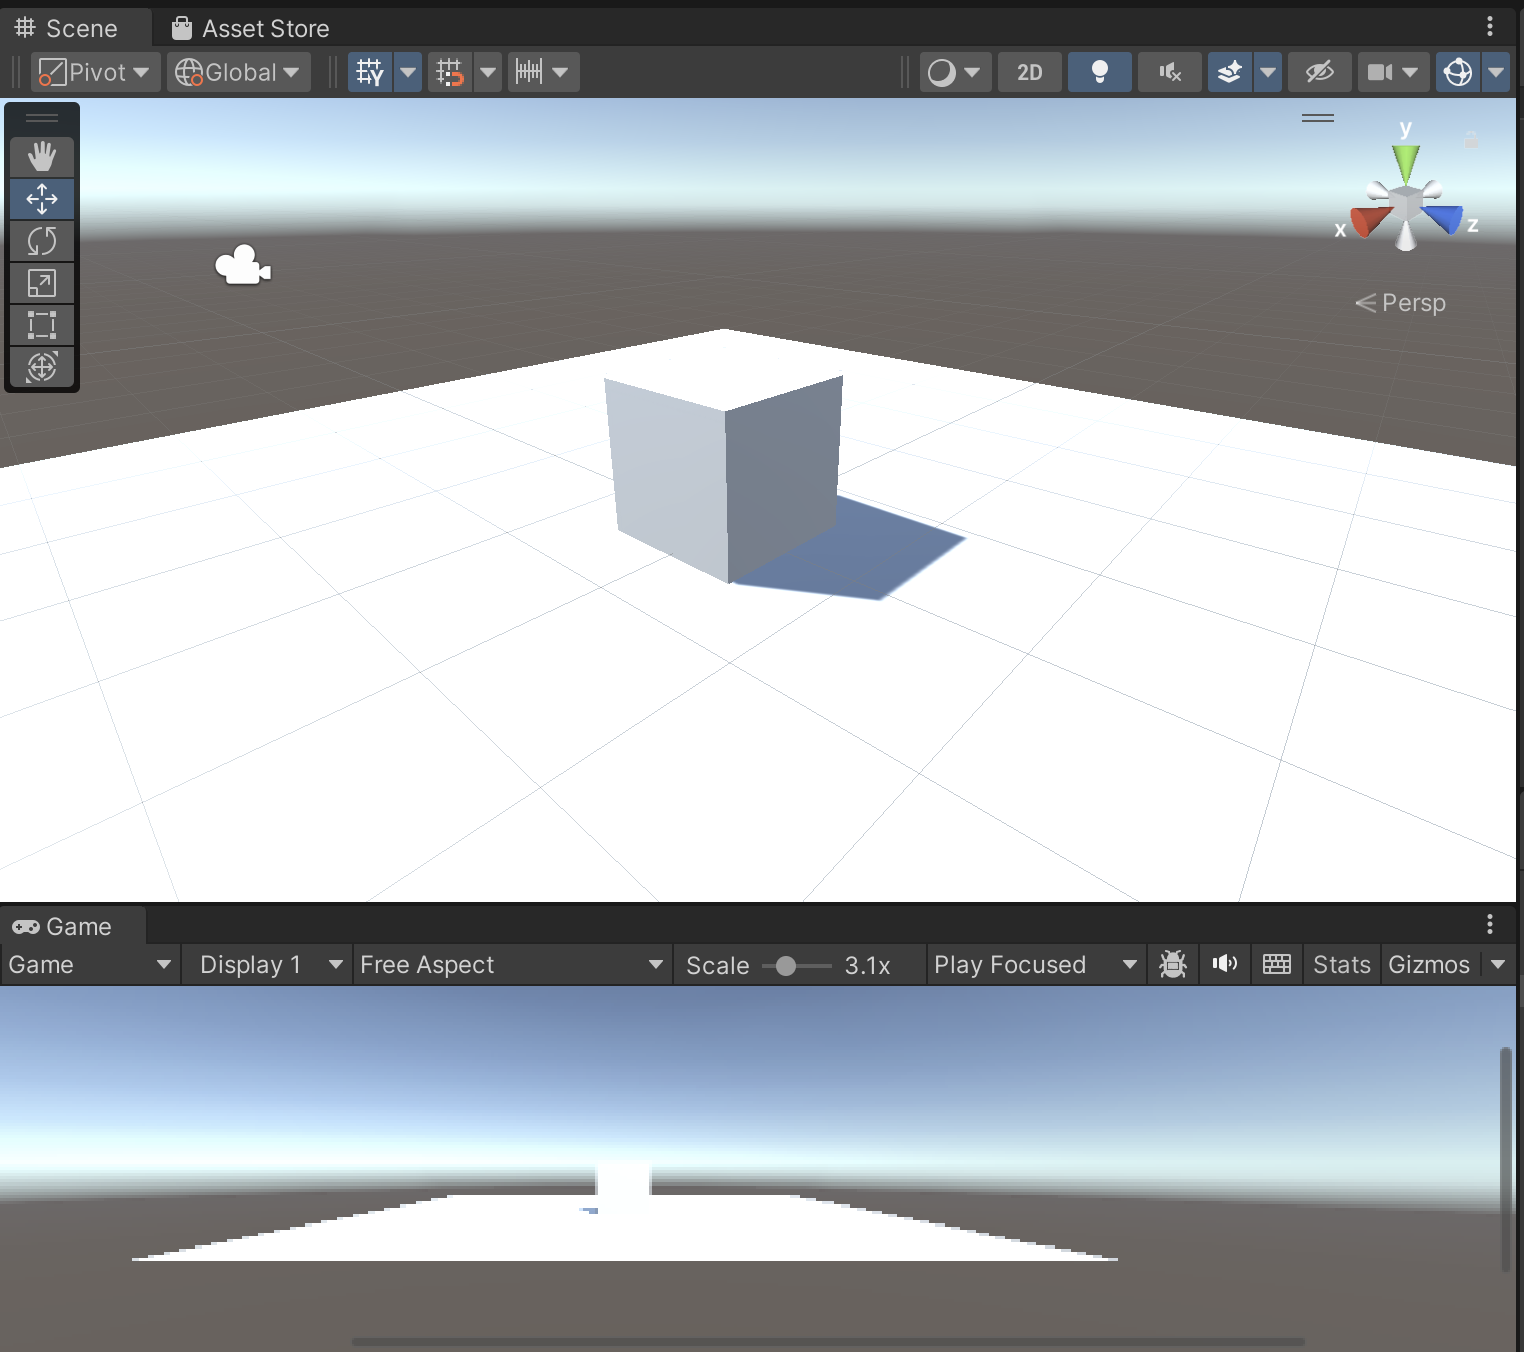 Scene
Asset Store
Pivot
Global
2D
y
x
z
Persp
Game
Game
Display 1
Free Aspect
Scale
3.1x
Play Focused
Stats
Gizmos